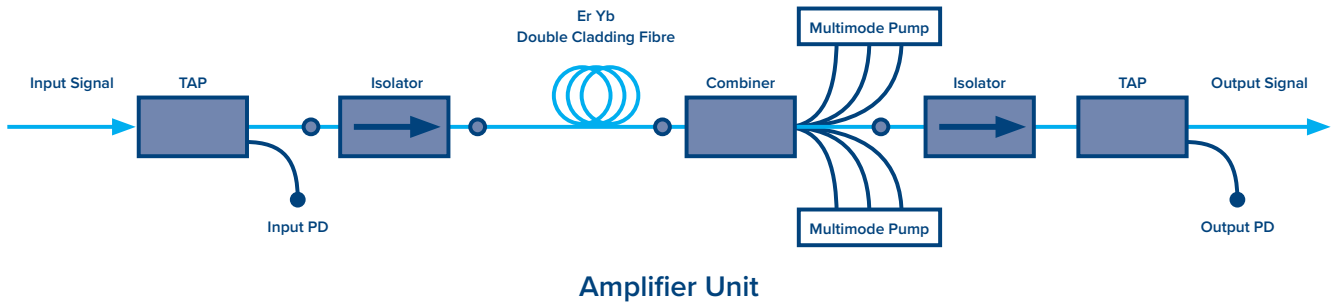 Er Yb
Double Cladding Fibre
Multimode Pump
Input Signal
TAP
Isolator
Combiner
Isolator
TAP
Output Signal
Input PD
Multimode Pump
Output PD
Amplifier Unit